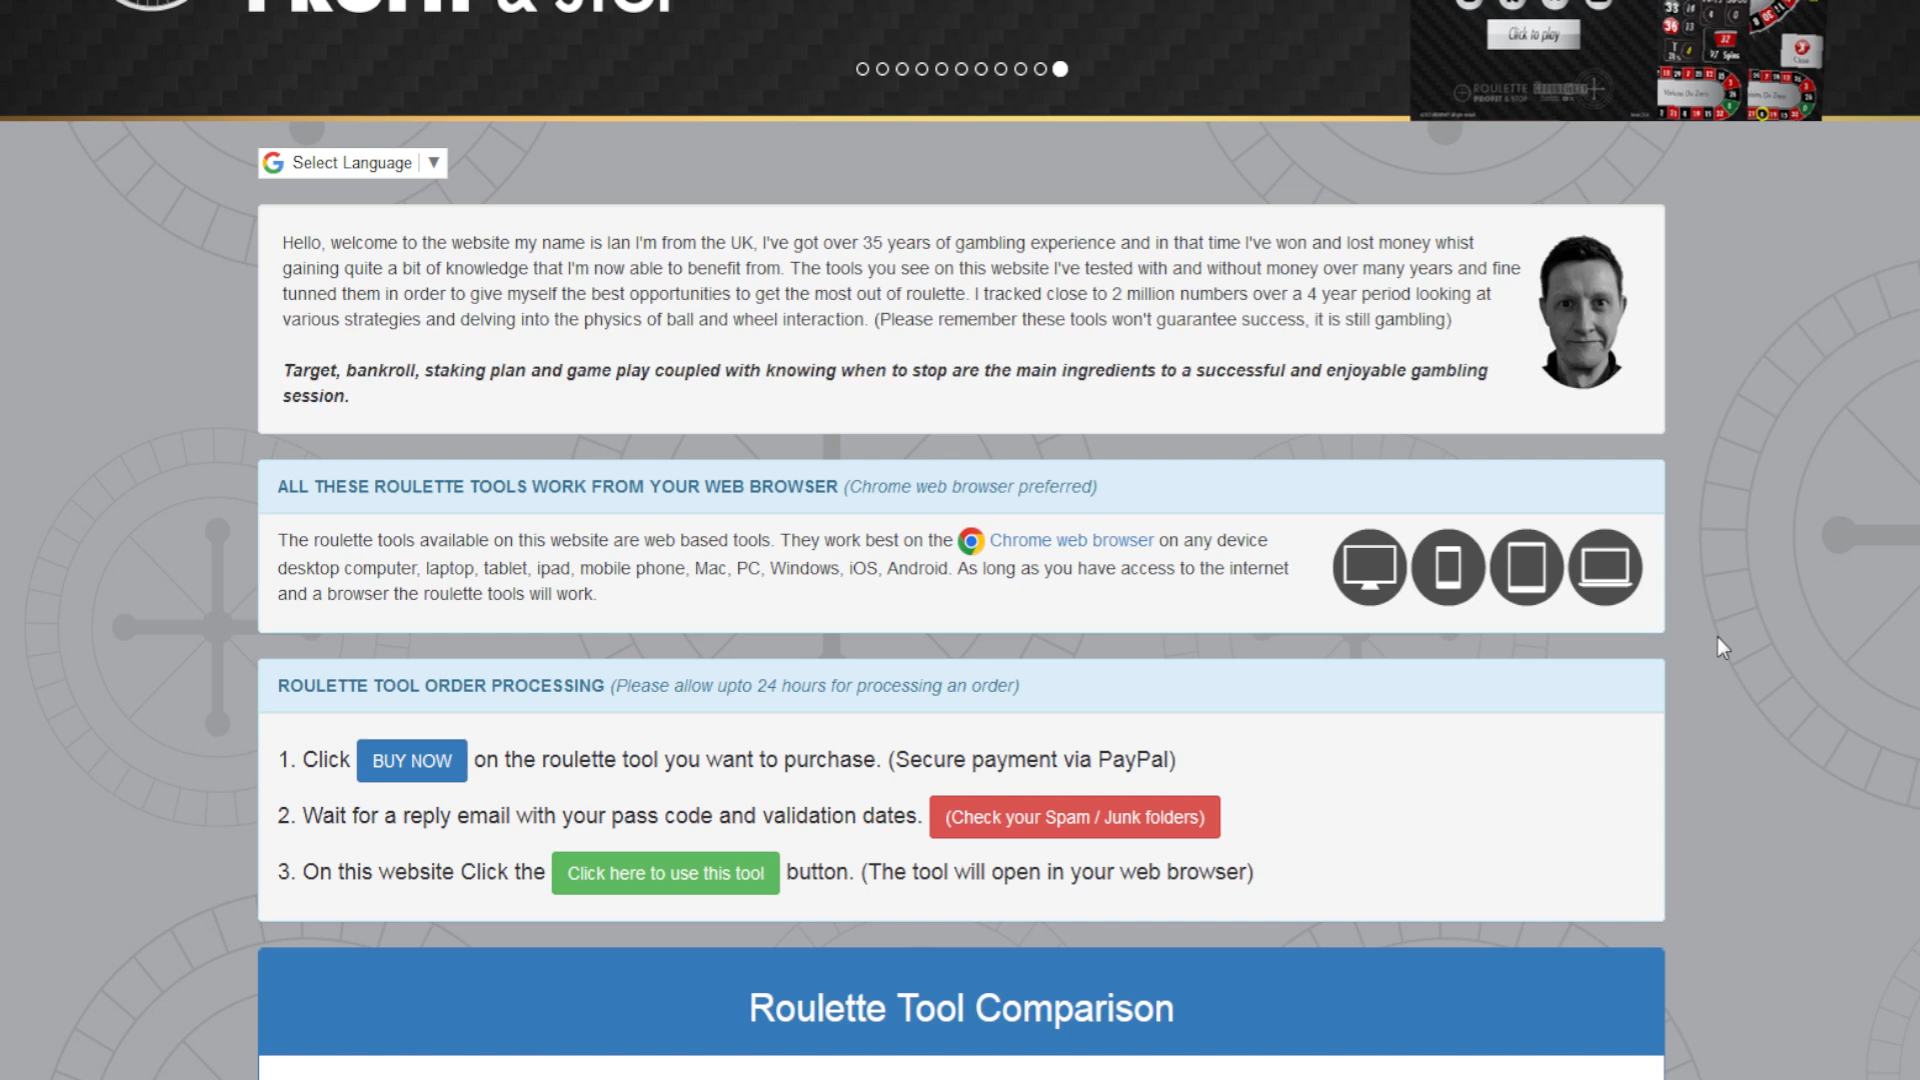 PROFIT & STOP
Click to play
ROULETTE
PROFIT & STOP
Select Language ▼
Hello, welcome to the website my name is Ian I'm from the UK, I've got over 35 years of gambling experience and in that time I've won and lost money whist
gaining quite a bit of knowledge that I'm now able to benefit from. The tools you see on this website I've tested with and without money over many years and fine
tunned them in order to give myself the best opportunities to get the most out of roulette. I tracked close to 2 million numbers over a 4 year period looking at
various strategies and delving into the physics of ball and wheel interaction. (Please remember these tools won't guarantee success, it is still gambling)
Target, bankroll, staking plan and game play coupled with knowing when to stop are the main ingredients to a successful and enjoyable gambling
session.
ALL THESE ROULETTE TOOLS WORK FROM YOUR WEB BROWSER (Chrome web browser preferred)
The roulette tools available on this website are web based tools. They work best on the Chrome web browser on any device
desktop computer, laptop, tablet, ipad, mobile phone, Mac, PC, Windows, iOS, Android. As long as you have access to the internet
and a browser the roulette tools will work.
ROULETTE TOOL ORDER PROCESSING (Please allow upto 24 hours for processing an order)
1. Click BUY NOW on the roulette tool you want to purchase. (Secure payment via PayPal)
2. Wait for a reply email with your pass code and validation dates. (Check your Spam / Junk folders)
3. On this website Click the Click here to use this tool button. (The tool will open in your web browser)
Roulette Tool Comparison